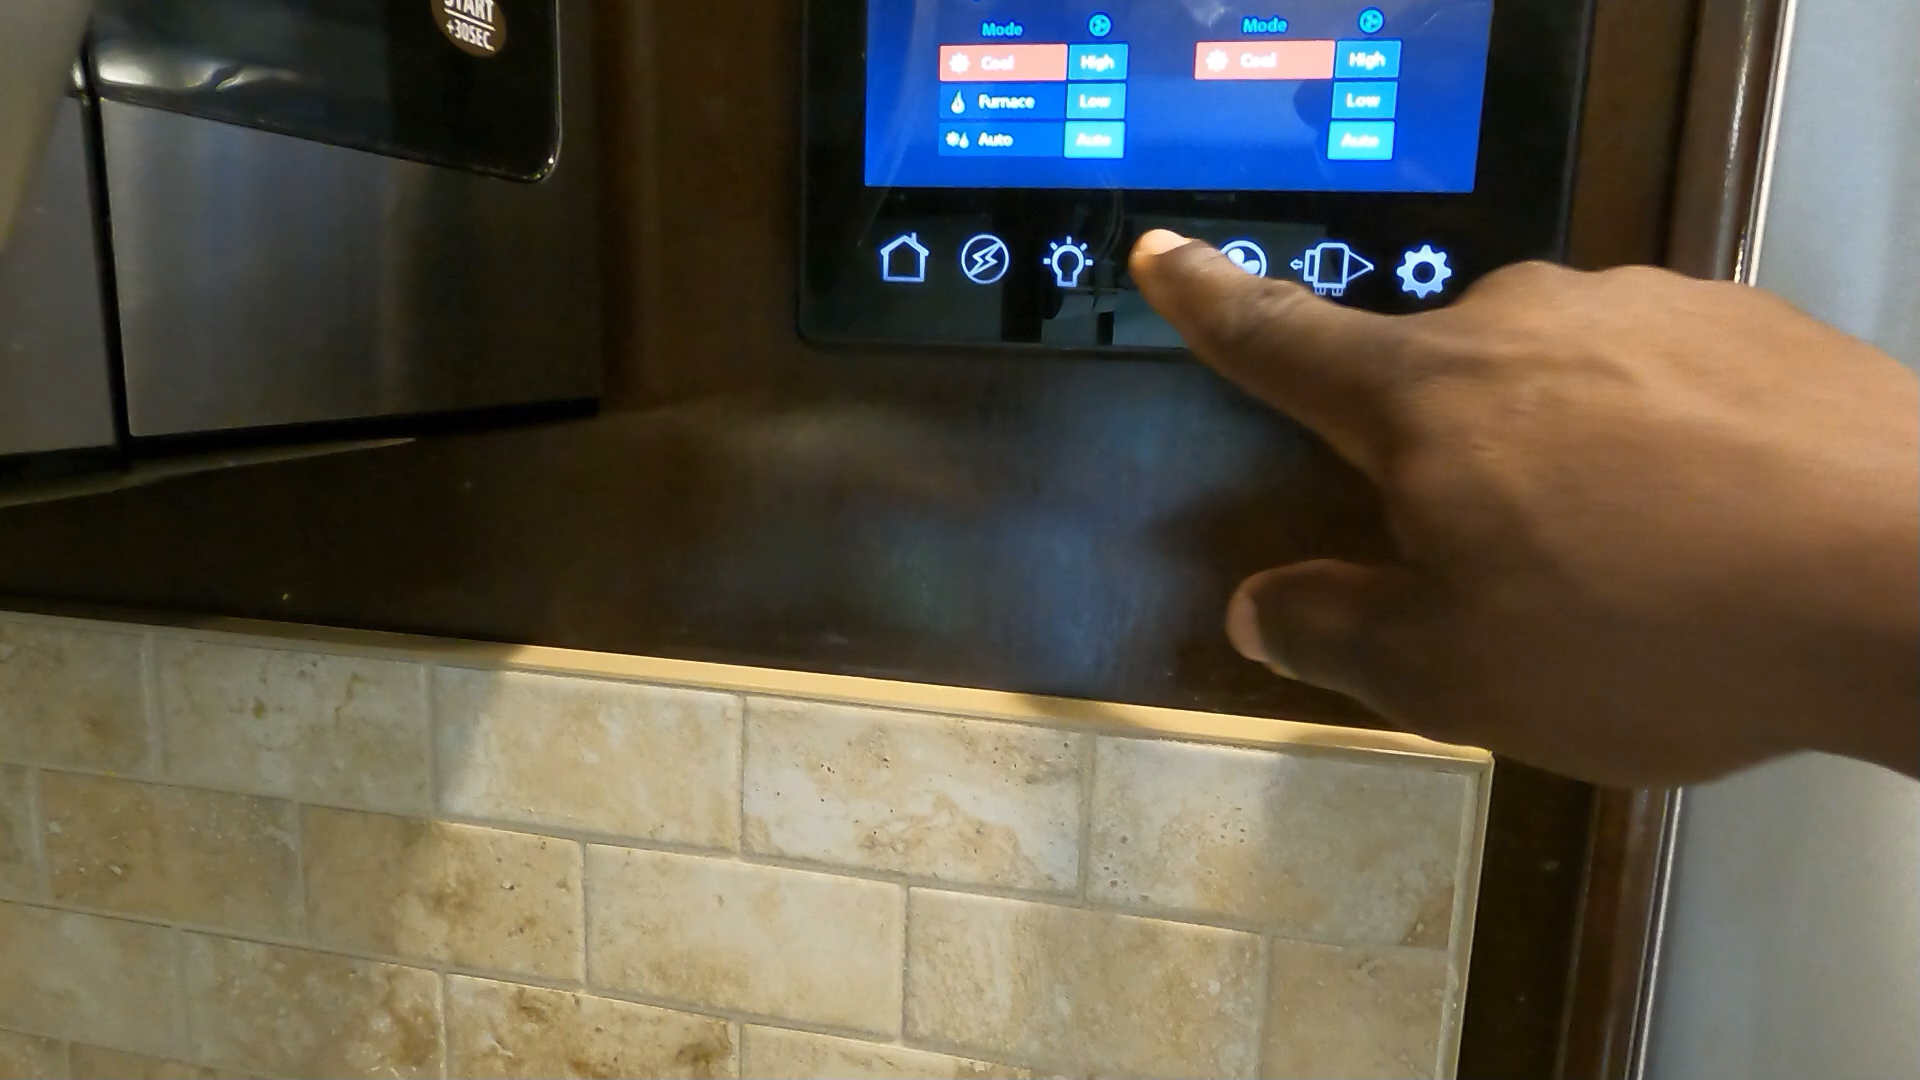 START
+30SEC.
Mode
Cool High
Furnace Low
Auto Auto
Mode
Cool High
Low
Auto